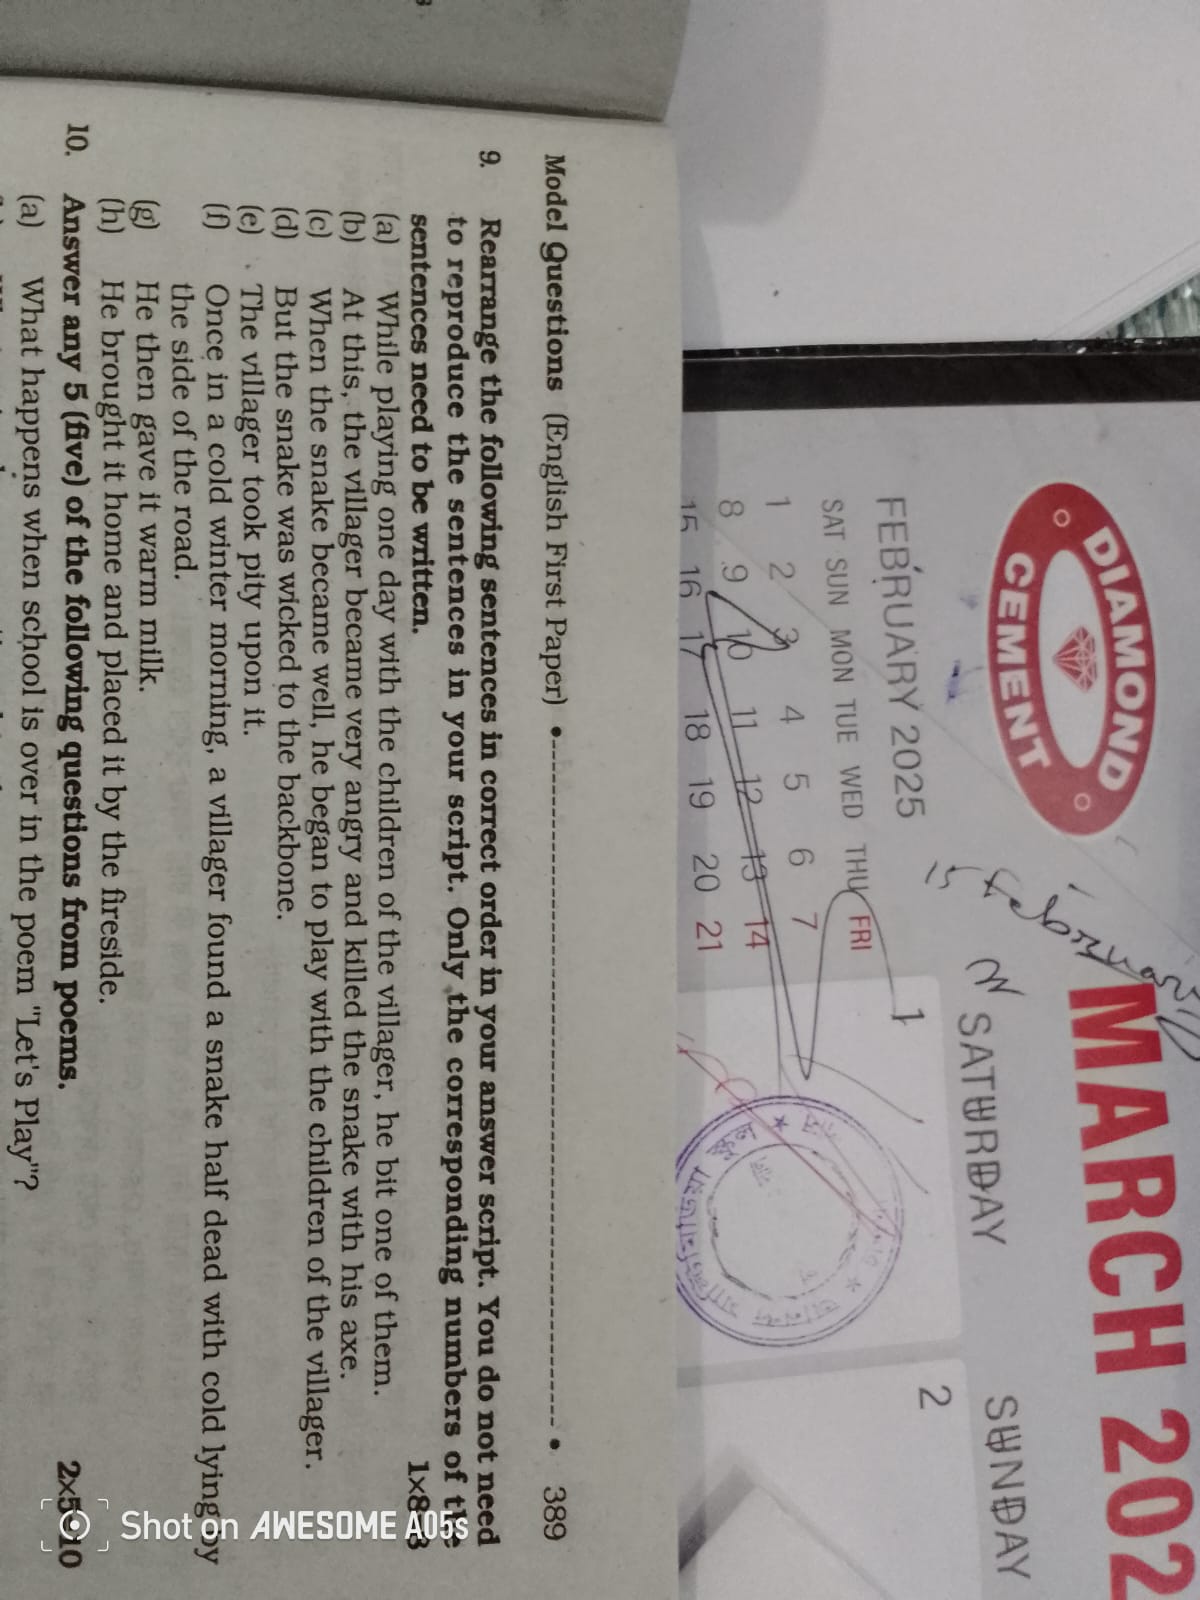 DIAMOND
CEMENT
MARCH 202
15 February
SATURDAY
SUNDAY
1
2
FEBRUARY 2025
SAT SUN MON TUE WED THU FRI
1 2 3 4 5 6 7
8 9 10 11 12 13 14
15 16 17 18 19 20 21
Model Questions (English First Paper) •------------------------------• 389
9. Rearrange the following sentences in correct order in your answer script. You do not need
to reproduce the sentences in your script. Only the corresponding numbers of the
sentences need to be written. 1×8=8
(a) While playing one day with the children of the villager, he bit one of them.
(b) At this, the villager became very angry and killed the snake with his axe.
(c) When the snake became well, he began to play with the children of the villager.
(d) But the snake was wicked to the backbone.
(e) The villager took pity upon it.
(f) Once in a cold winter morning, a villager found a snake half dead with cold lying by
the side of the road.
(g) He then gave it warm milk.
(h) He brought it home and placed it by the fireside.
10. Answer any 5 (five) of the following questions from poems. 2×5=10
(a) What happens when school is over in the poem "Let's Play"?
Shot on AWESOME A05s